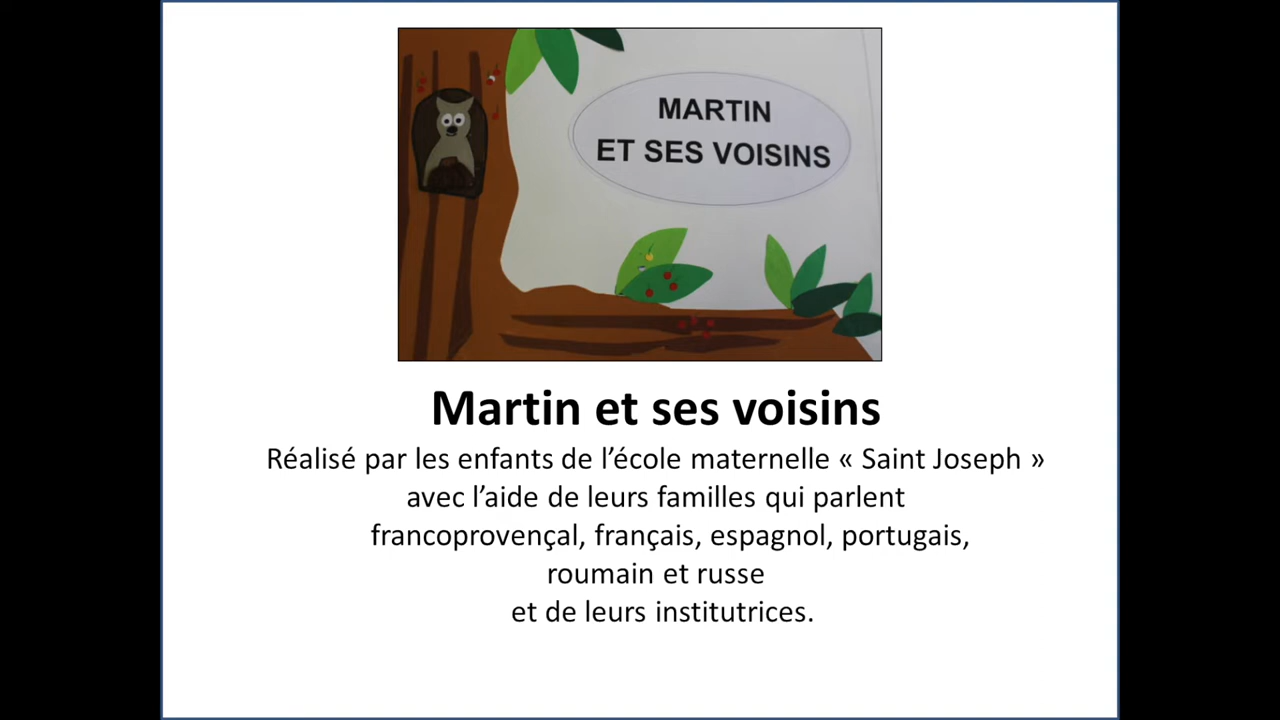 MARTIN
ET SES VOISINS
Martin et ses voisins
Réalisé par les enfants de l’école maternelle « Saint Joseph »
avec l’aide de leurs familles qui parlent
francoprovençal, français, espagnol, portugais,
roumain et russe
et de leurs institutrices.